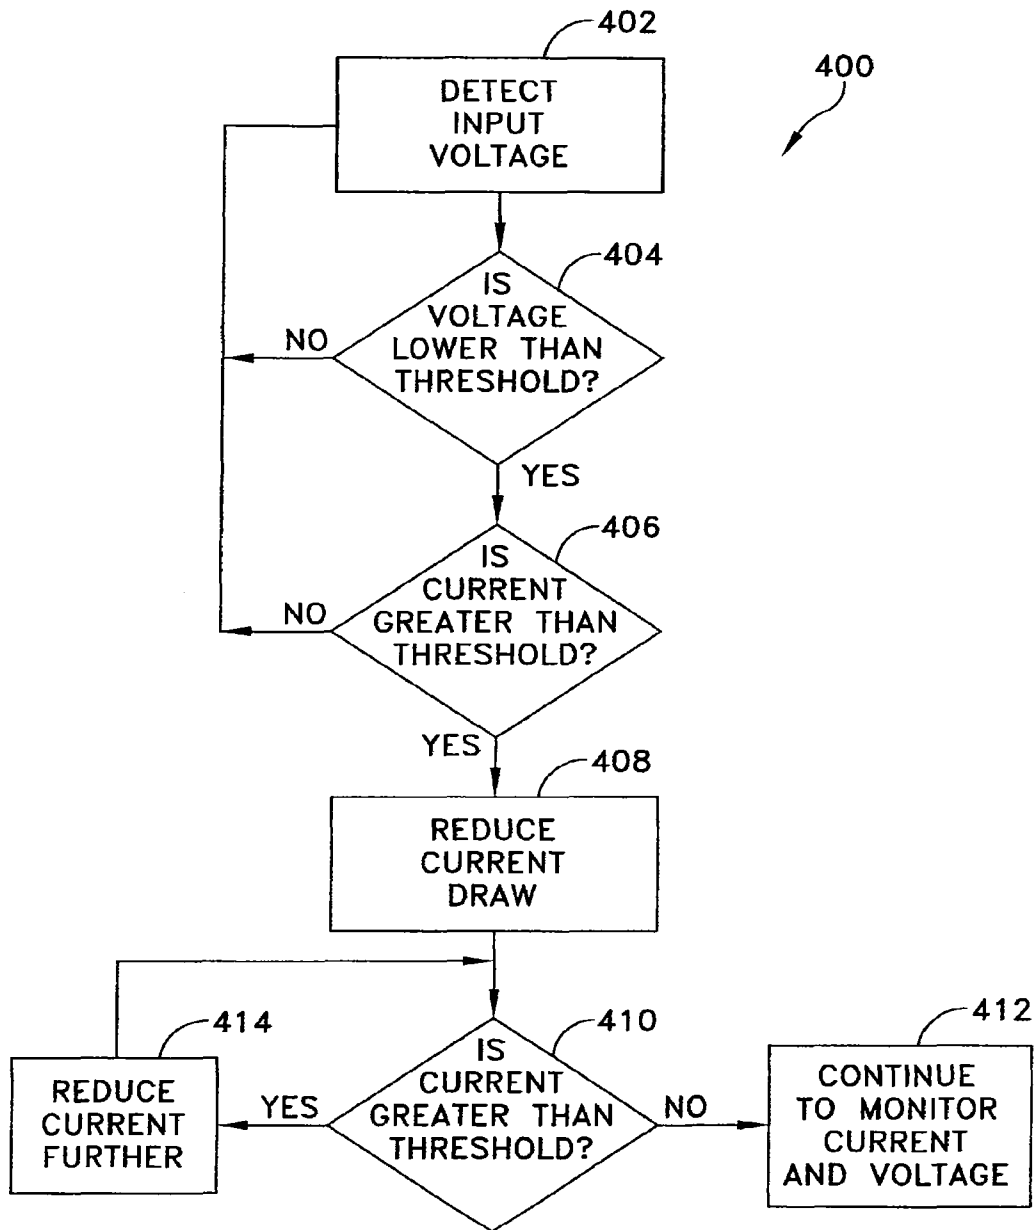 402
400
DETECT
INPUT
VOLTAGE
404
IS
VOLTAGE
LOWER THAN
THRESHOLD?
NO
YES
406
IS
CURRENT
GREATER THAN
THRESHOLD?
NO
YES
408
REDUCE
CURRENT
DRAW
410
IS
CURRENT
GREATER THAN
THRESHOLD?
414
REDUCE
CURRENT
FURTHER
YES
NO
412
CONTINUE
TO MONITOR
CURRENT
AND VOLTAGE